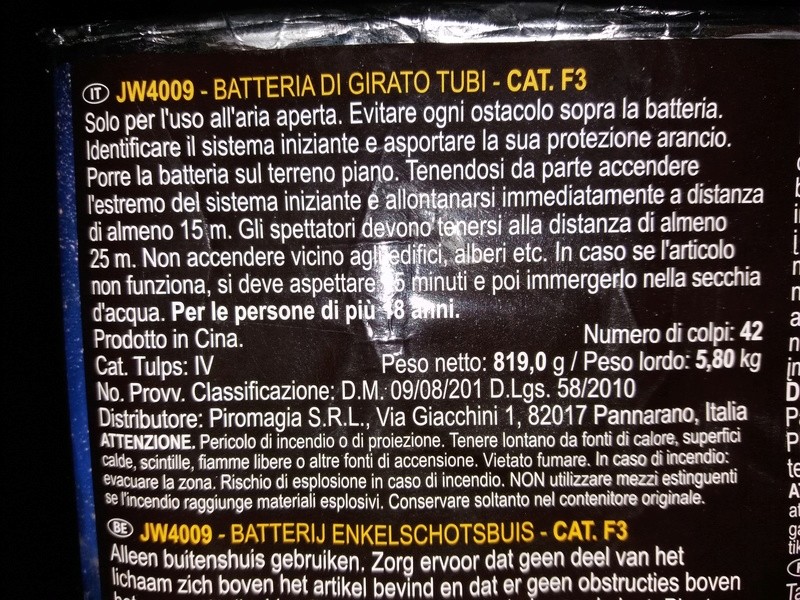 IT JW4009 - BATTERIA DI GIRATO TUBI - CAT. F3
Solo per l'uso all'aria aperta. Evitare ogni ostacolo sopra la batteria.
Identificare il sistema iniziante e asportare la sua protezione arancio.
Porre la batteria sul terreno piano. Tenendosi da parte accendere
l'estremo del sistema iniziante e allontanarsi immediatamente a distanza
di almeno 15 m. Gli spettatori devono tenersi alla distanza di almeno
25 m. Non accendere vicino agli edifici, alberi etc. In caso se l'articolo
non funziona, si deve aspettare minuti e poi immergerlo nella secchia
d'acqua. Per le persone di più 18 anni.
Prodotto in Cina. Numero di colpi: 42
Cat. Tulps: IV Peso netto: 819,0 g / Peso lordo: 5,80 kg
No. Provv. Classificazione: D.M. 09/08/201 D.Lgs. 58/2010
Distributore: Piromagia S.R.L., Via Giacchini 1, 82017 Pannarano, Italia
ATTENZIONE. Pericolo di incendio o di proiezione. Tenere lontano da fonti di calore, superfici
calde, scintille, fiamme libere o altre fonti di accensione. Vietato fumare. In caso di incendio:
evacuare la zona. Rischio di esplosione in caso di incendio. NON utilizzare mezzi estinguenti
se l'incendio raggiunge materiali esplosivi. Conservare soltanto nel contenitore originale.
BE JW4009 - BATTERIJ ENKELSCHOTSBUIS - CAT. F3
Alleen buitenshuis gebruiken. Zorg ervoor dat geen deel van het
lichaam zich boven het artikel bevind en dat er geen obstructies boven